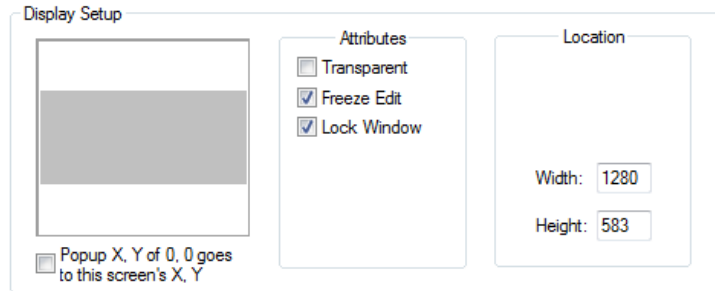 Display Setup
Attributes
Transparent
Freeze Edit
Lock Window
Location
Width: 1280
Height: 583
Popup X, Y of 0, 0 goes
to this screen's X, Y